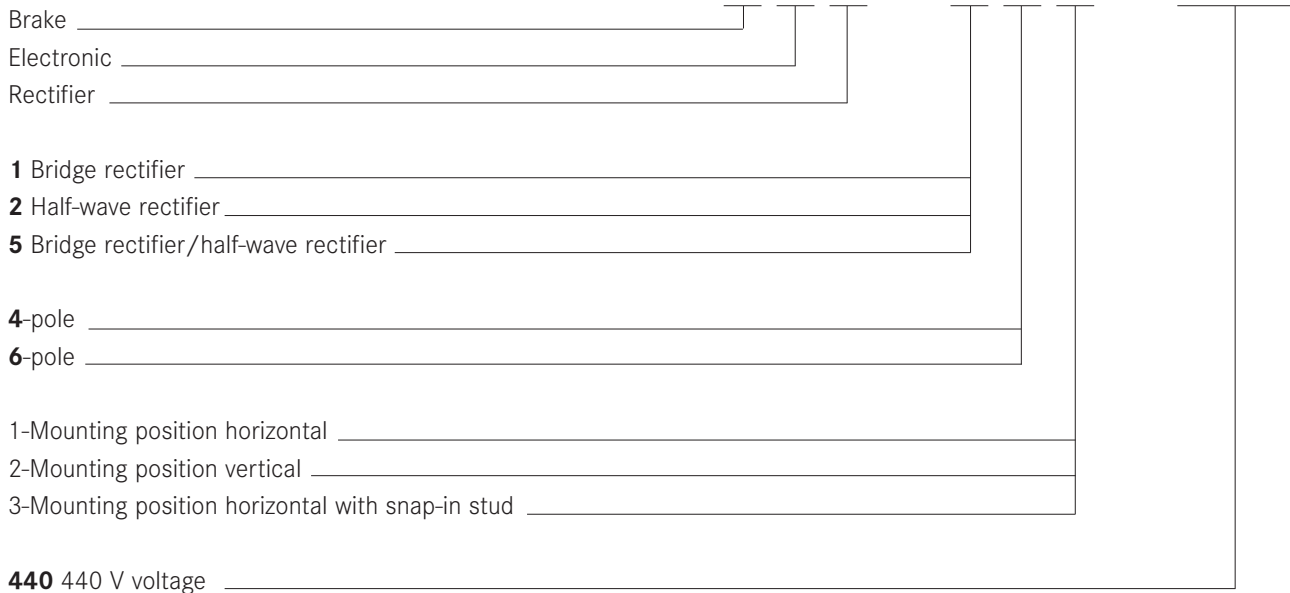 Brake
Electronic
Rectifier
1 Bridge rectifier
2 Half-wave rectifier
5 Bridge rectifier/half-wave rectifier
4-pole
6-pole
1-Mounting position horizontal
2-Mounting position vertical
3-Mounting position horizontal with snap-in stud
440 440 V voltage